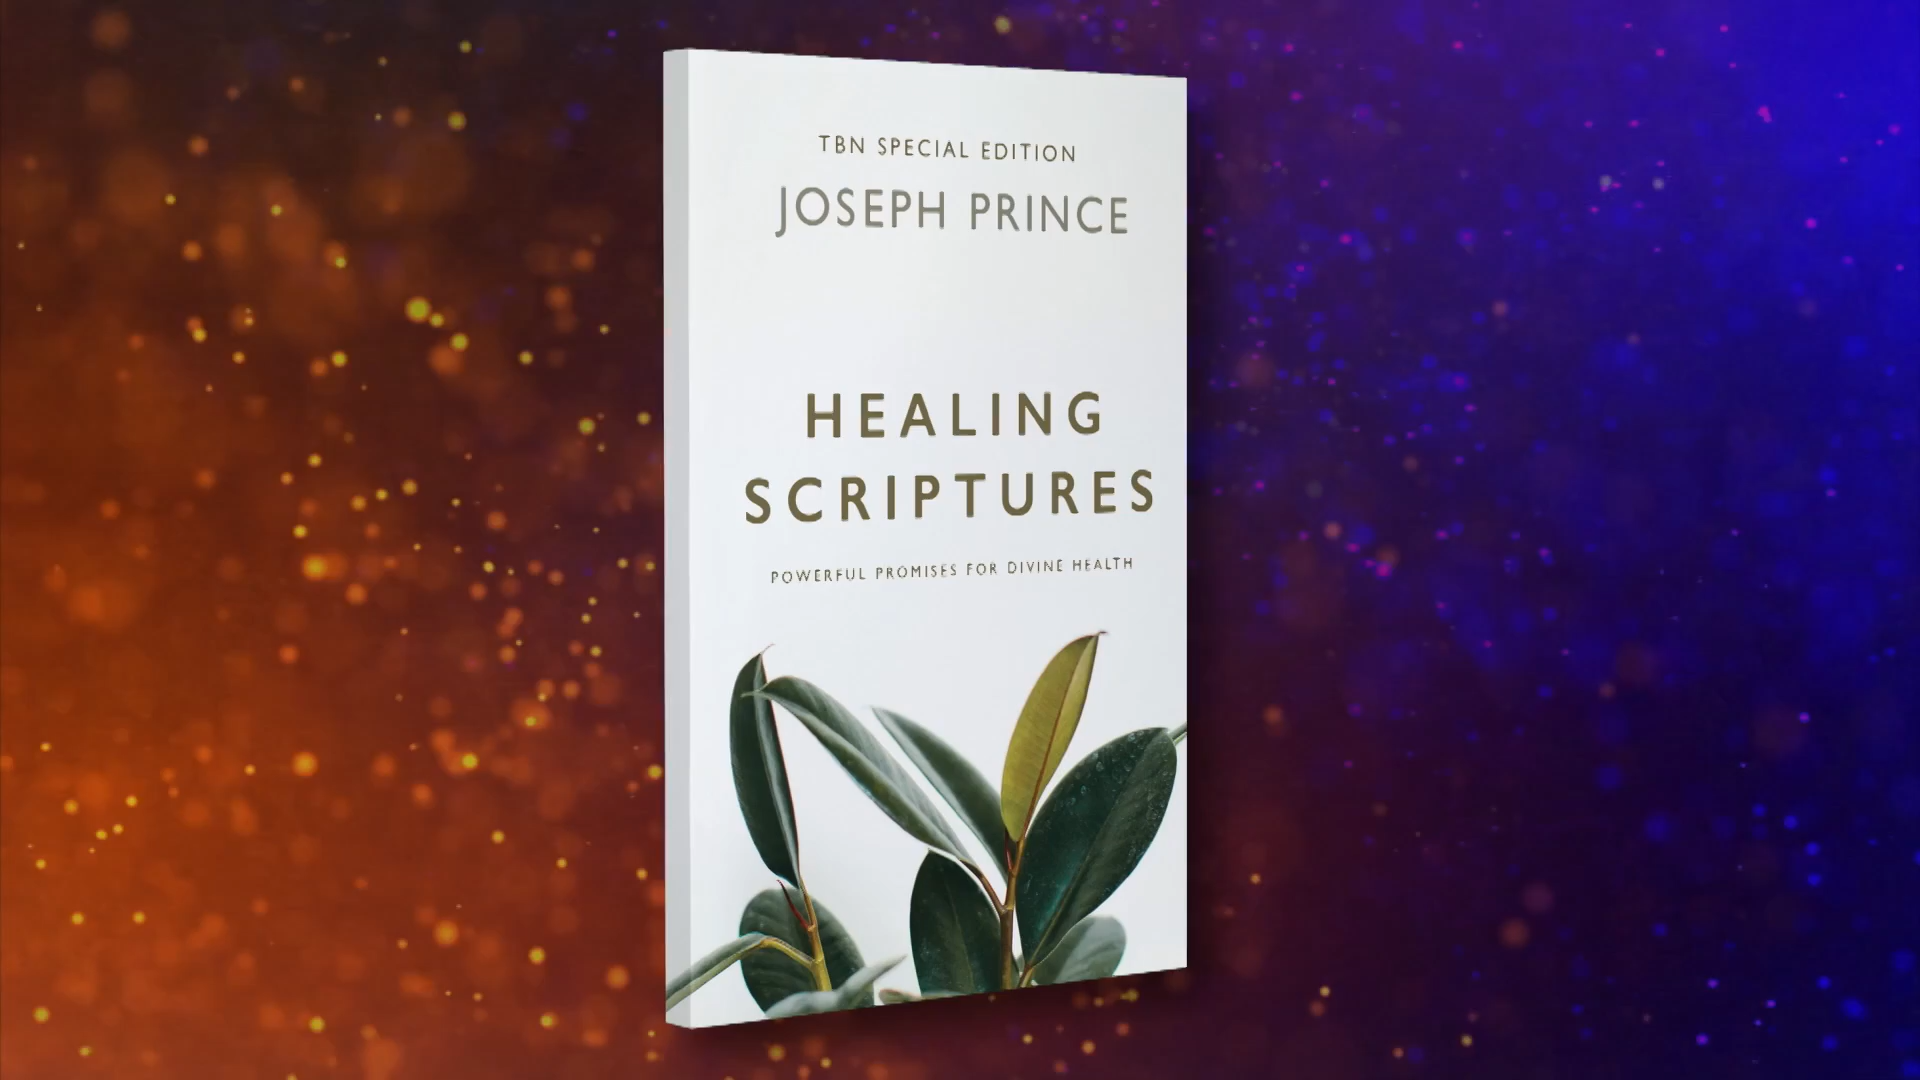 TBN SPECIAL EDITION
JOSEPH PRINCE
HEALING
SCRIPTURES
POWERFUL PROMISES FOR DIVINE HEALTH